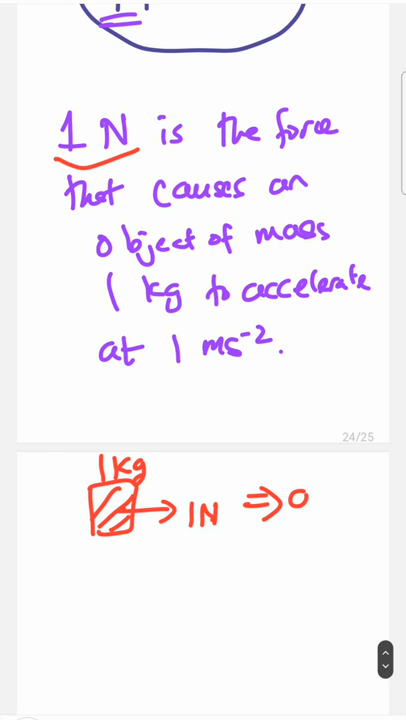 1 N is the force
that causes an
object of mass
1 kg to accelerate
at 1 ms⁻².
24/25
1kg
→ 1N ⇒ 0